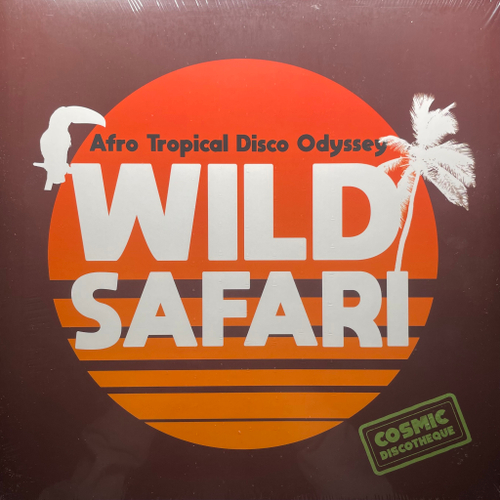 Afro Tropical Disco Odyssey
WILD
SAFARI
COSMIC
DISCOTHEQUE